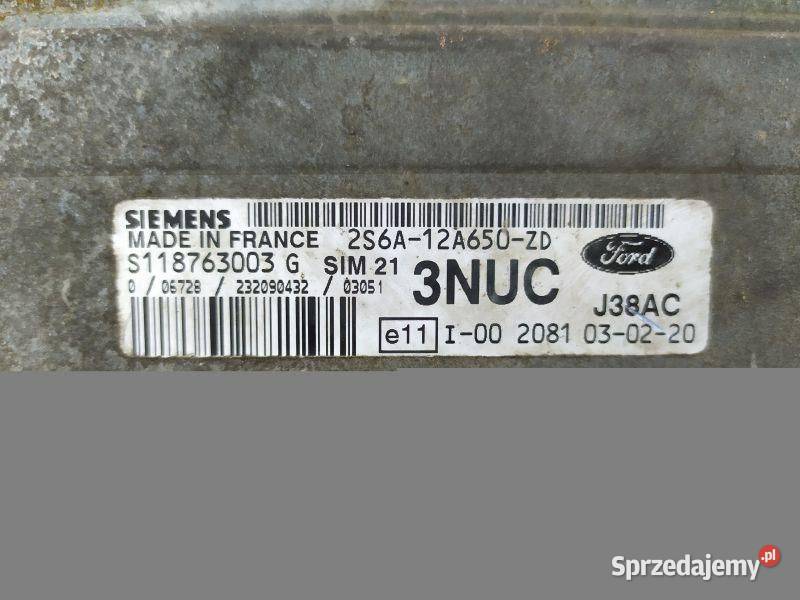 SIEMENS
MADE IN FRANCE 2S6A-12A650-ZD
Ford
S118763003 G SIM 21
0 / 06728 / 232090432 / 03051
3NUC
J38AC
e11 I-00 2081 03-02-20
Sprzedajemy.pl